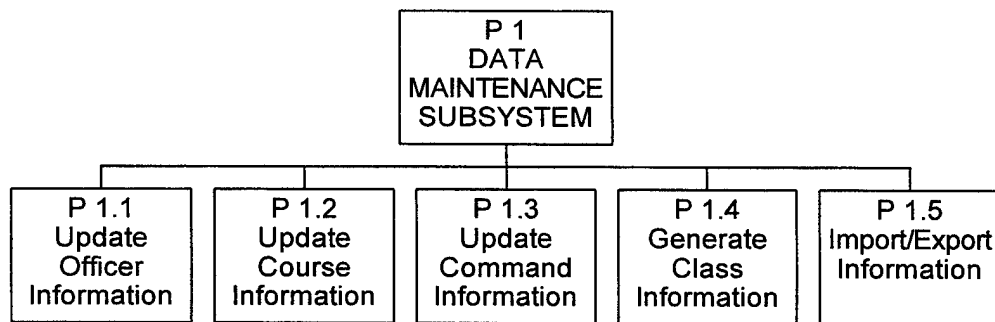 P 1
DATA
MAINTENANCE
SUBSYSTEM
P 1.1
Update
Officer
Information
P 1.2
Update
Course
Information
P 1.3
Update
Command
Information
P 1.4
Generate
Class
Information
P 1.5
Import/Export
Information